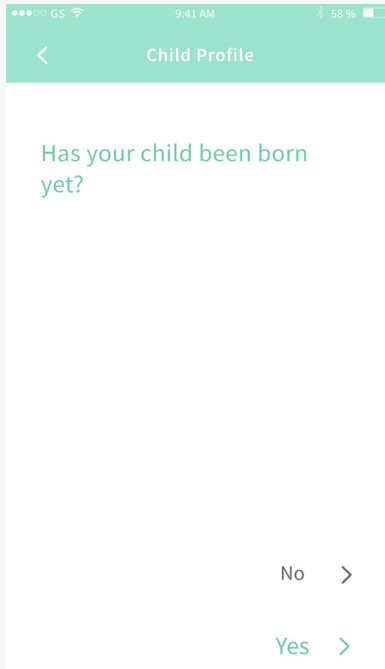 GS 9:41 AM 58 %
Child Profile
Has your child been born
yet?
No
Yes